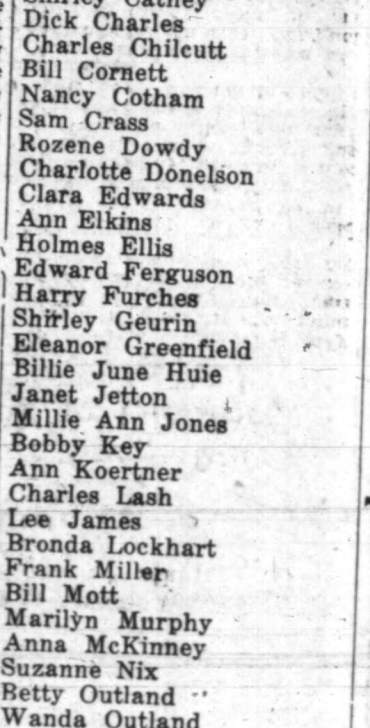 Shirley Cathey
Dick Charles
Charles Chilcutt
Bill Cornett
Nancy Cotham
Sam Crass
Rozene Dowdy
Charlotte Donelson
Clara Edwards
Ann Elkins
Holmes Ellis
Edward Ferguson
Harry Furches
Shirley Geurin
Eleanor Greenfield
Billie June Huie
Janet Jetton
Millie Ann Jones
Bobby Key
Ann Koertner
Charles Lash
Lee James
Bronda Lockhart
Frank Miller
Bill Mott
Marilyn Murphy
Anna McKinney
Suzanne Nix
Betty Outland
Wanda Outland